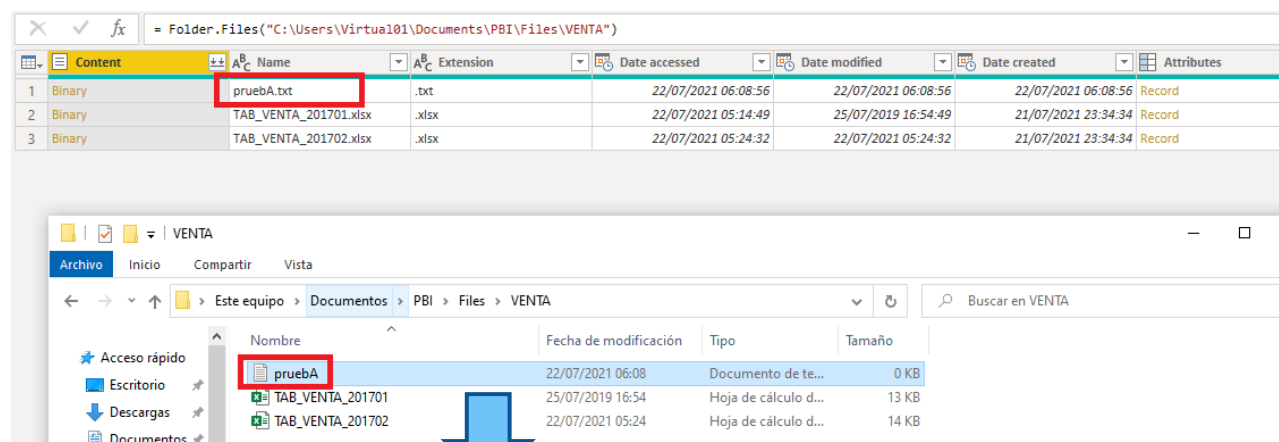 fx = Folder.Files("C:\Users\Virtual01\Documents\PBI\Files\VENTA")
Content ABC Name ABC Extension Date accessed Date modified Date created Attributes
1 Binary pruebA.txt .txt 22/07/2021 06:08:56 22/07/2021 06:08:56 22/07/2021 06:08:56 Record
2 Binary TAB_VENTA_201701.xlsx .xlsx 22/07/2021 05:14:49 25/07/2019 16:54:49 21/07/2021 23:34:34 Record
3 Binary TAB_VENTA_201702.xlsx .xlsx 22/07/2021 05:24:32 22/07/2021 05:24:32 21/07/2021 23:34:34 Record
VENTA
Archivo Inicio Compartir Vista
Este equipo > Documentos > PBI > Files > VENTA Buscar en VENTA
Nombre Fecha de modificación Tipo Tamaño
Acceso rápido
pruebA 22/07/2021 06:08 Documento de te... 0 KB
Escritorio
TAB_VENTA_201701 25/07/2019 16:54 Hoja de cálculo d... 13 KB
Descargas
TAB_VENTA_201702 22/07/2021 05:24 Hoja de cálculo d... 14 KB
Documentos